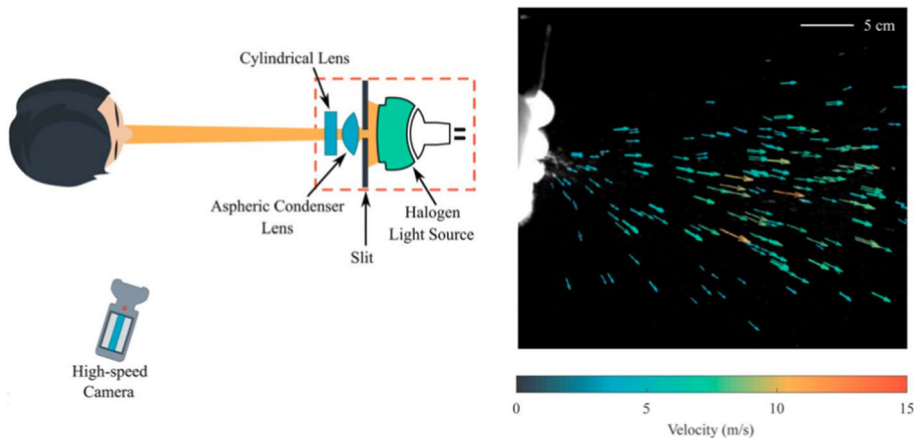 Cylindrical Lens
Aspheric Condenser
Lens
Slit
Halogen
Light Source
High-speed
Camera
5 cm
0
5
10
15
Velocity (m/s)